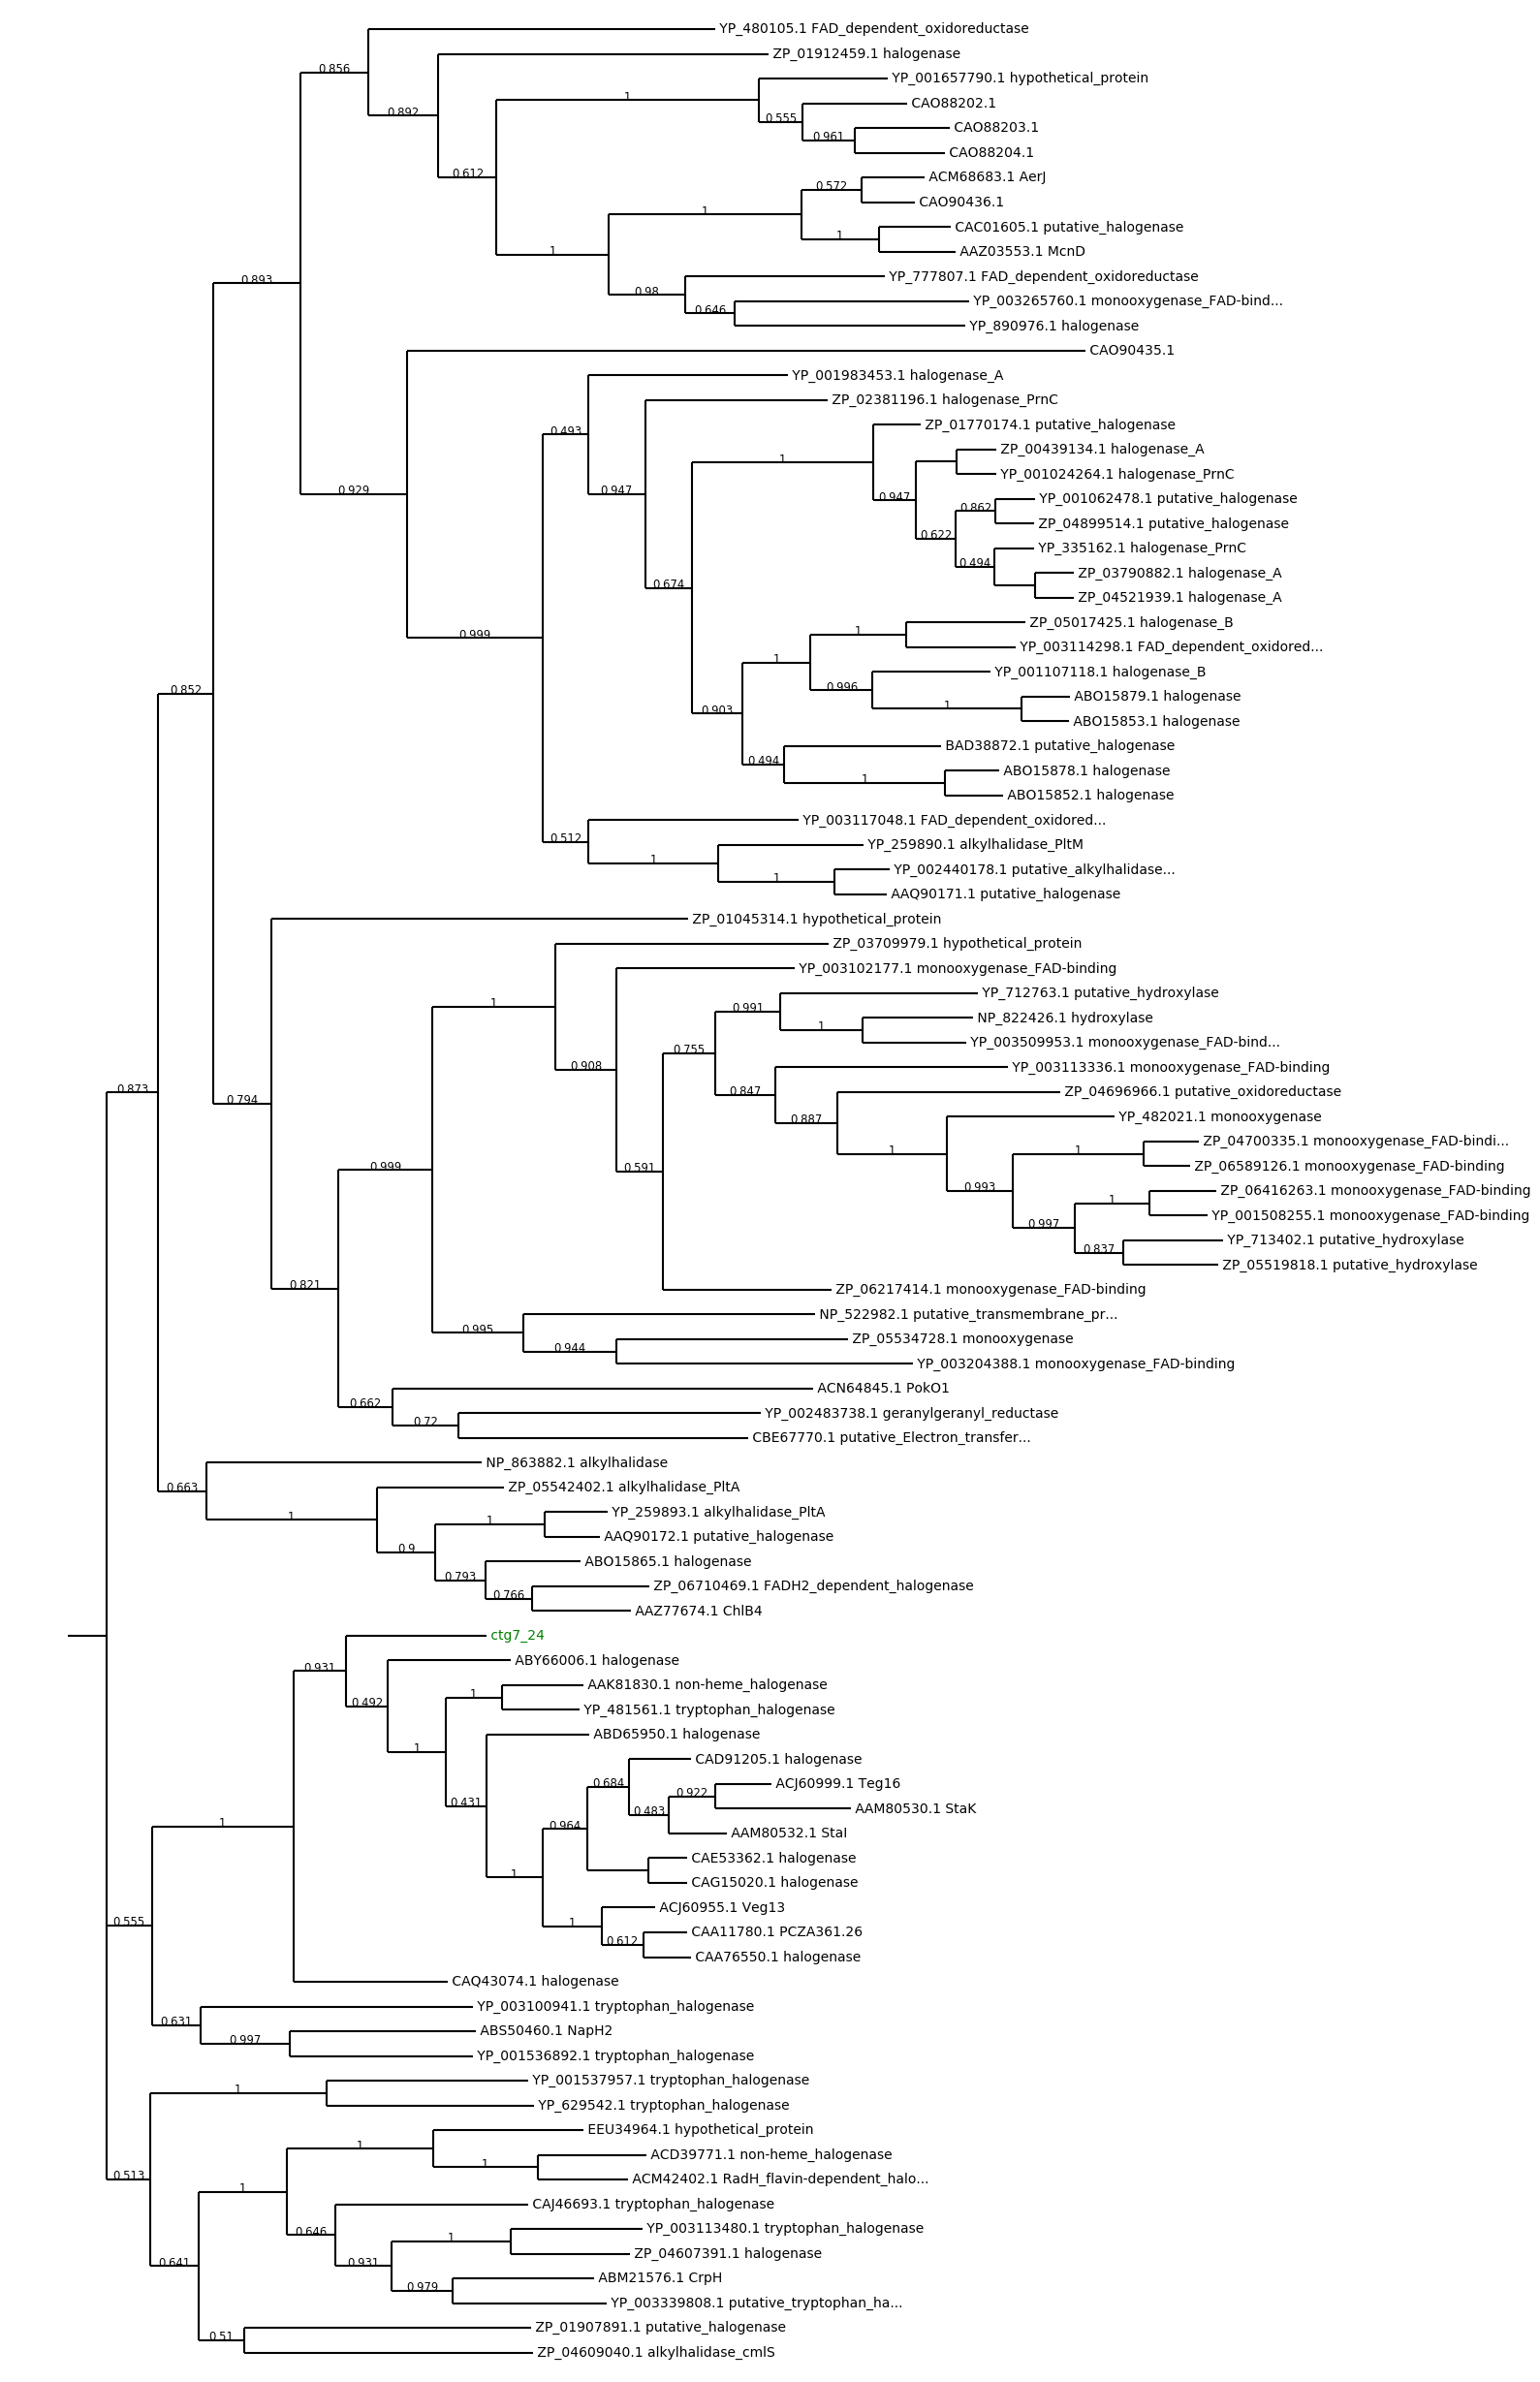 YP_480105.1 FAD_dependent_oxidoreductase
ZP_01912459.1 halogenase
0.856
YP_001657790.1 hypothetical_protein
1
CAO88202.1
0.892
0.555
CAO88203.1
0.961
CAO88204.1
0.612
ACM68683.1 AerJ
0.572
CAO90436.1
1
CAC01605.1 putative_halogenase
1
AAZ03553.1 McnD
1
YP_777807.1 FAD_dependent_oxidoreductase
0.893
0.98
YP_003265760.1 monooxygenase_FAD-bind...
0.646
YP_890976.1 halogenase
CAO90435.1
YP_001983453.1 halogenase_A
ZP_02381196.1 halogenase_PrnC
ZP_01770174.1 putative_halogenase
0.493
ZP_00439134.1 halogenase_A
1
YP_001024264.1 halogenase_PrnC
0.929
0.947
0.947
YP_001062478.1 putative_halogenase
0.862
ZP_04899514.1 putative_halogenase
0.622
YP_335162.1 halogenase_PrnC
0.494
ZP_03790882.1 halogenase_A
0.674
ZP_04521939.1 halogenase_A
ZP_05017425.1 halogenase_B
1
0.999
YP_003114298.1 FAD_dependent_oxidored...
1
YP_001107118.1 halogenase_B
0.852
0.996
ABO15879.1 halogenase
1
0.903
ABO15853.1 halogenase
BAD38872.1 putative_halogenase
0.494
ABO15878.1 halogenase
1
ABO15852.1 halogenase
YP_003117048.1 FAD_dependent_oxidored...
0.512
YP_259890.1 alkylhalidase_PltM
1
YP_002440178.1 putative_alkylhalidase...
1
AAQ90171.1 putative_halogenase
ZP_01045314.1 hypothetical_protein
ZP_03709979.1 hypothetical_protein
YP_003102177.1 monooxygenase_FAD-binding
YP_712763.1 putative_hydroxylase
1
0.991
NP_822426.1 hydroxylase
1
YP_003509953.1 monooxygenase_FAD-bind...
0.755
0.908
YP_003113336.1 monooxygenase_FAD-binding
0.873
0.847
ZP_04696966.1 putative_oxidoreductase
0.794
0.887
YP_482021.1 monooxygenase
ZP_04700335.1 monooxygenase_FAD-bindi...
1
1
0.999
0.591
ZP_06589126.1 monooxygenase_FAD-binding
0.993
ZP_06416263.1 monooxygenase_FAD-binding
1
YP_001508255.1 monooxygenase_FAD-binding
0.997
YP_713402.1 putative_hydroxylase
0.837
ZP_05519818.1 putative_hydroxylase
0.821
ZP_06217414.1 monooxygenase_FAD-binding
NP_522982.1 putative_transmembrane_pr...
0.995
ZP_05534728.1 monooxygenase
0.944
YP_003204388.1 monooxygenase_FAD-binding
ACN64845.1 PokO1
0.662
YP_002483738.1 geranylgeranyl_reductase
0.72
CBE67770.1 putative_Electron_transfer...
NP_863882.1 alkylhalidase
0.663
ZP_05542402.1 alkylhalidase_PltA
1
YP_259893.1 alkylhalidase_PltA
1
AAQ90172.1 putative_halogenase
0.9
ABO15865.1 halogenase
0.793
ZP_06710469.1 FADH2_dependent_halogenase
0.766
AAZ77674.1 ChlB4
ctg7_24
ABY66006.1 halogenase
0.931
AAK81830.1 non-heme_halogenase
1
0.492
YP_481561.1 tryptophan_halogenase
ABD65950.1 halogenase
1
CAD91205.1 halogenase
0.684
ACJ60999.1 Teg16
0.922
0.431
0.483
AAM80530.1 StaK
1
0.964
AAM80532.1 StaI
CAE53362.1 halogenase
1
CAG15020.1 halogenase
ACJ60955.1 Veg13
0.555
1
CAA11780.1 PCZA361.26
0.612
CAA76550.1 halogenase
CAQ43074.1 halogenase
YP_003100941.1 tryptophan_halogenase
0.631
ABS50460.1 NapH2
0.997
YP_001536892.1 tryptophan_halogenase
YP_001537957.1 tryptophan_halogenase
1
YP_629542.1 tryptophan_halogenase
EEU34964.1 hypothetical_protein
1
ACD39771.1 non-heme_halogenase
1
0.513
ACM42402.1 RadH_flavin-dependent_halo...
1
CAJ46693.1 tryptophan_halogenase
0.646
YP_003113480.1 tryptophan_halogenase
1
ZP_04607391.1 halogenase
0.641
0.931
ABM21576.1 CrpH
0.979
YP_003339808.1 putative_tryptophan_ha...
ZP_01907891.1 putative_halogenase
0.51
ZP_04609040.1 alkylhalidase_cmlS